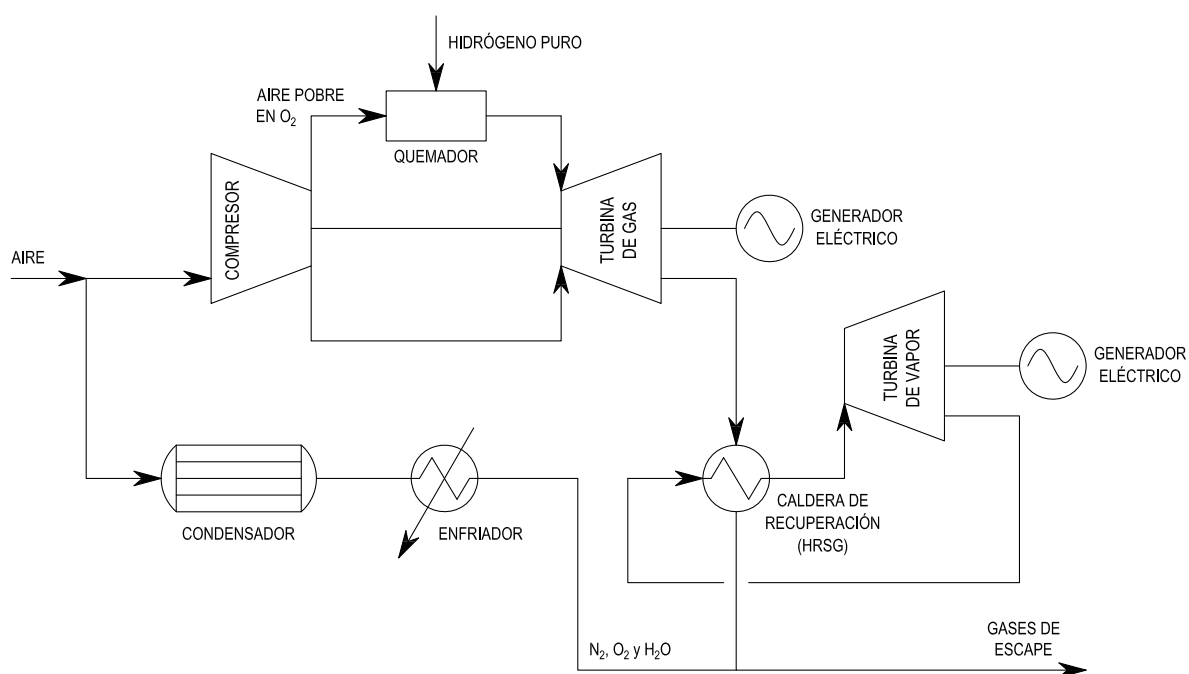 HIDRÓGENO PURO
AIRE POBRE
EN O₂
QUEMADOR
COMPRESOR
TURBINA
DE GAS
GENERADOR
ELÉCTRICO
AIRE
TURBINA
DE VAPOR
GENERADOR
ELÉCTRICO
CONDENSADOR
ENFRIADOR
CALDERA DE
RECUPERACIÓN
(HRSG)
N₂, O₂ y H₂O
GASES DE
ESCAPE